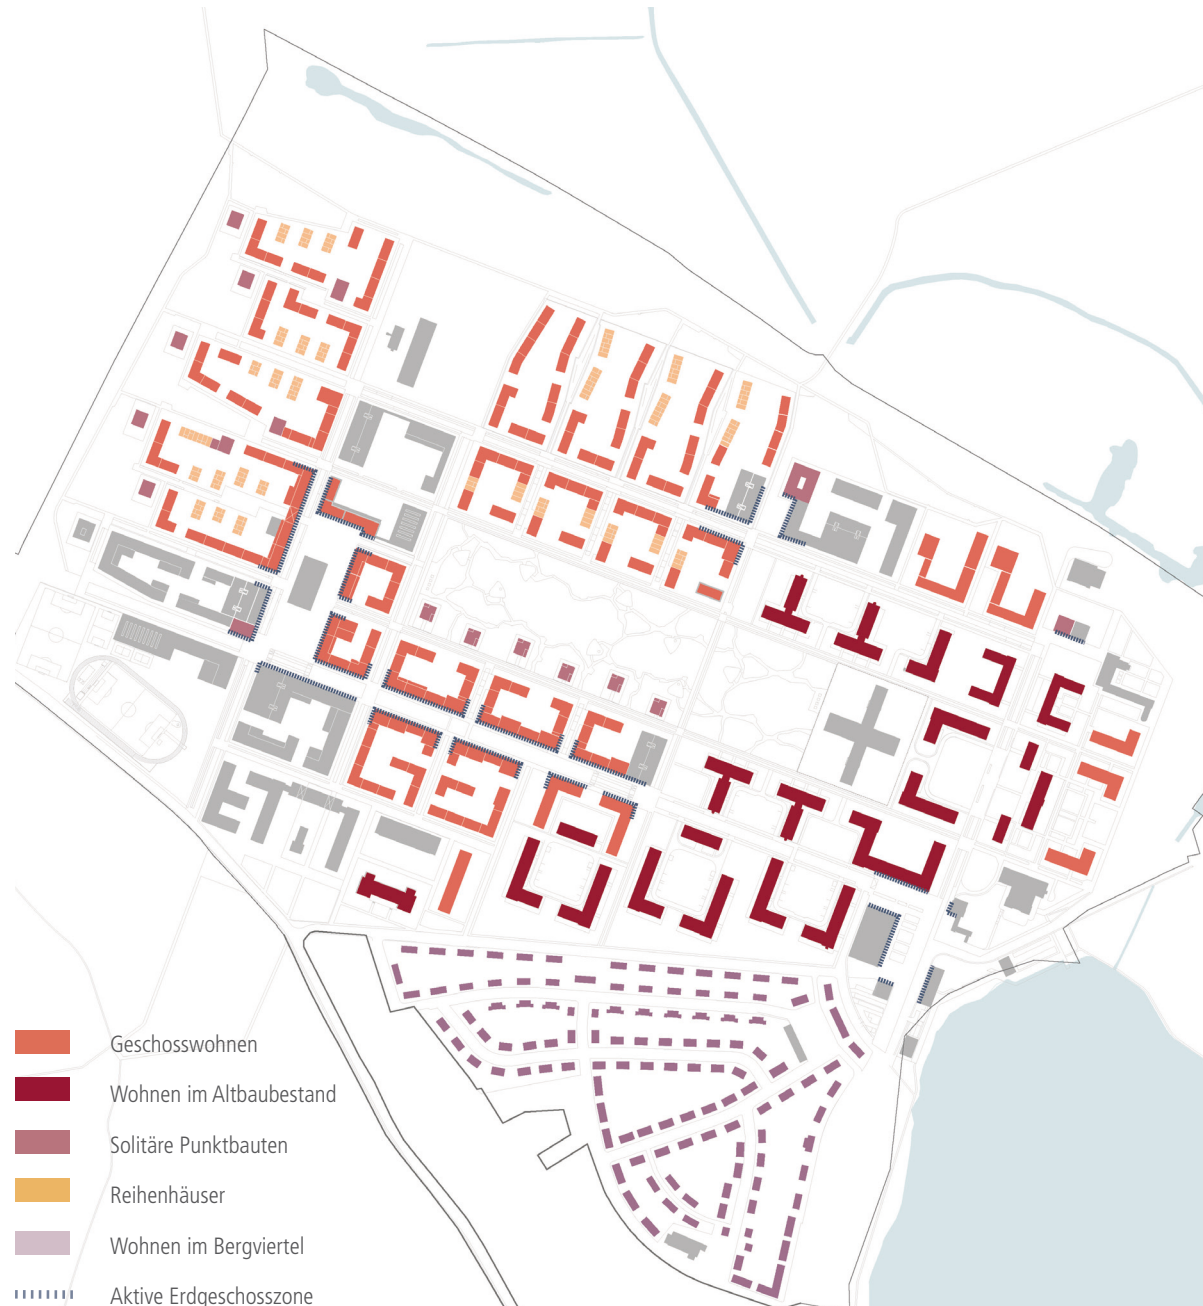 Geschosswohnen
Wohnen im Altbaubestand
Solitäre Punktbauten
Reihenhäuser
Wohnen im Bergviertel
Aktive Erdgeschosszone